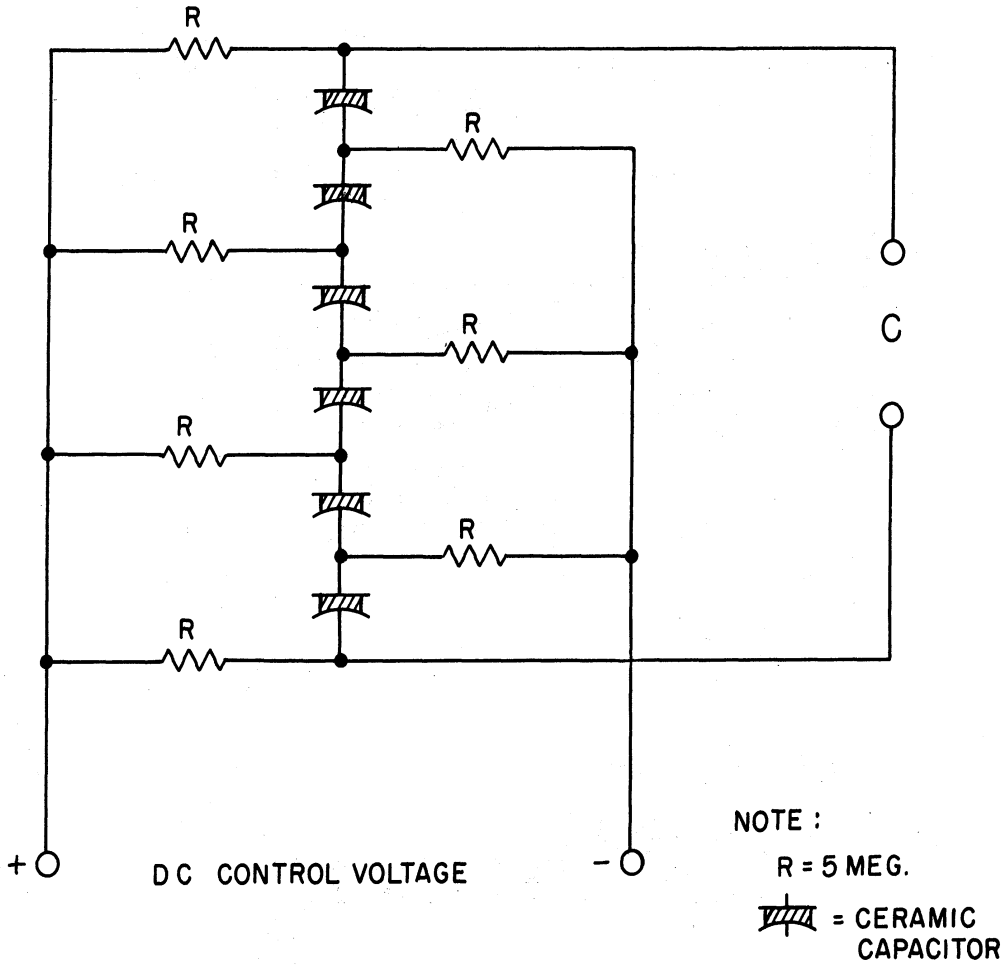 R
R
R
R
C
R
R
R
NOTE :
+
DC CONTROL VOLTAGE
-
R = 5 MEG.
= CERAMIC
CAPACITOR